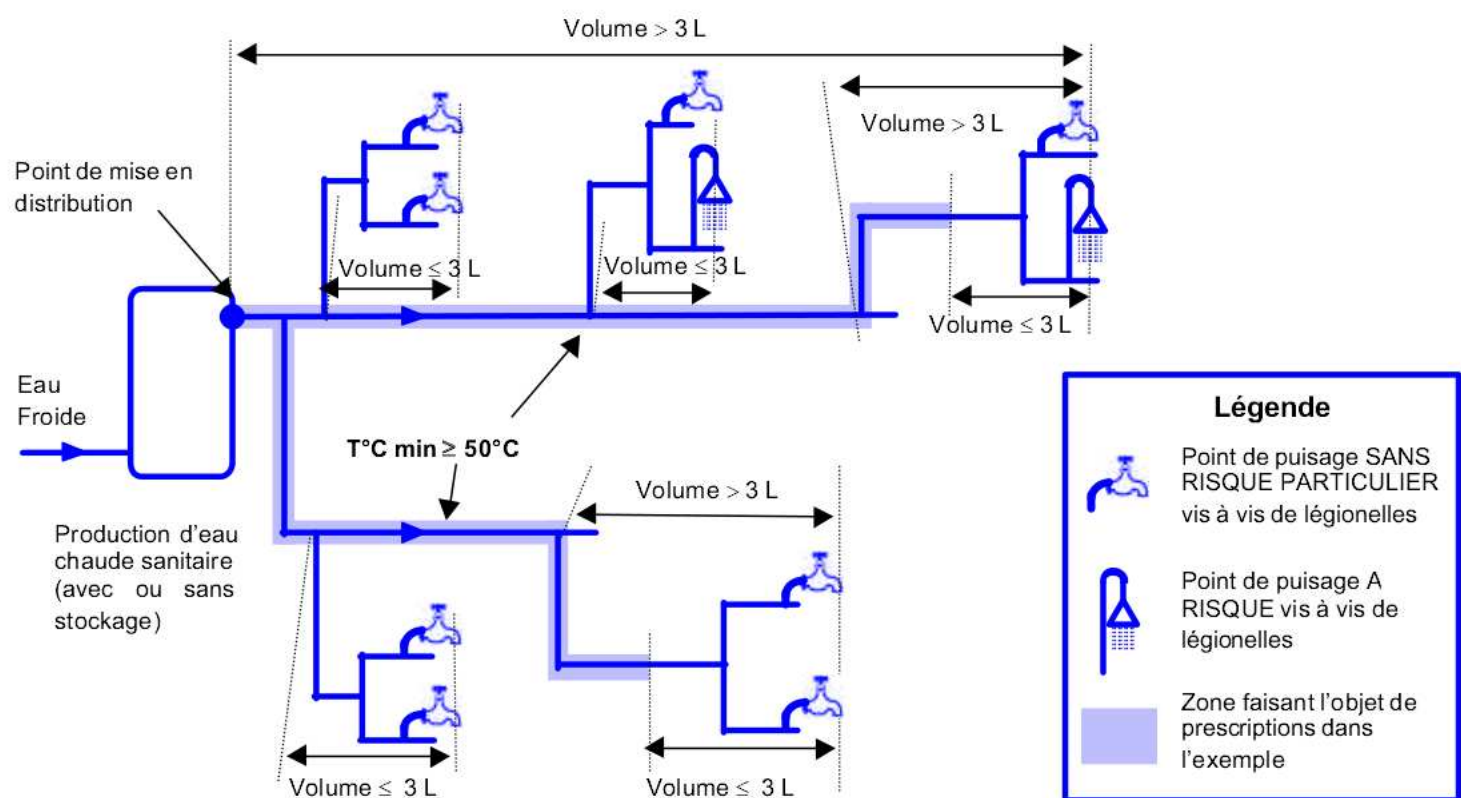 Volume > 3 L
Volume > 3 L
Point de mise en
distribution
Volume ≤ 3 L
Volume ≤ 3 L
Volume ≤ 3 L
Eau
Froide
T°C min ≥ 50°C
Volume > 3 L
Production d'eau
chaude sanitaire
(avec ou sans
stockage)
Volume ≤ 3 L
Volume ≤ 3 L
Légende
Point de puisage SANS
RISQUE PARTICULIER
vis à vis de légionelles
Point de puisage A
RISQUE vis à vis de
légionelles
Zone faisant l'objet de
prescriptions dans
l'exemple